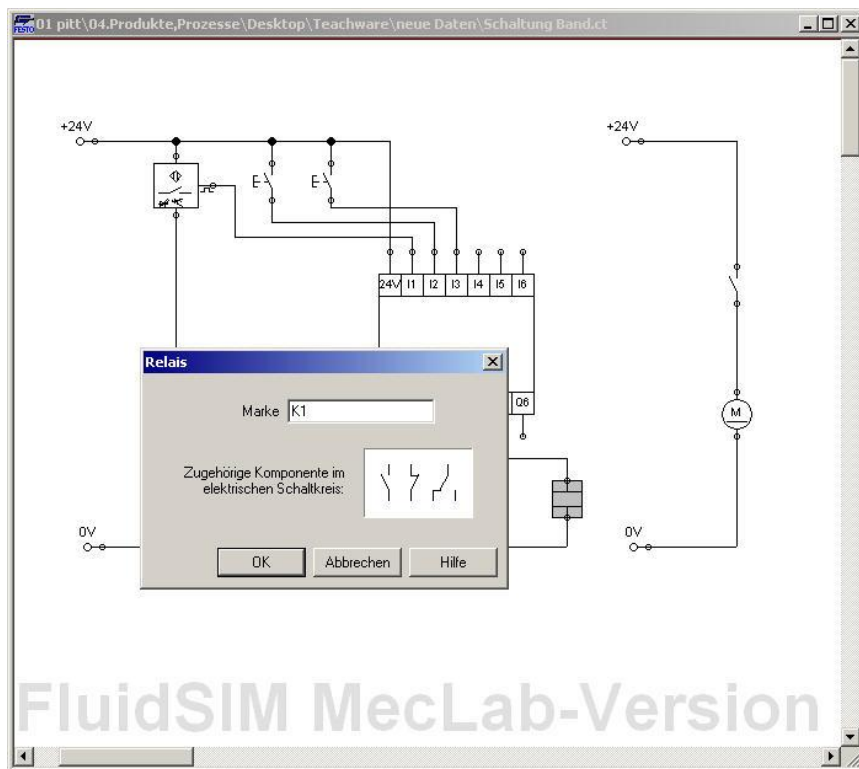 FESTO 01 pitt\04.Produkte,Prozesse\Desktop\Teachware\neue Daten\Schaltung Band.ct
+24V
+24V
24V I1 I2 I3 I4 I5 I6
Relais
Marke K1
Q6
M
Zugehörige Komponente im
elektrischen Schaltkreis:
0V
0V
OK Abbrechen Hilfe
FluidSIM MecLab-Version